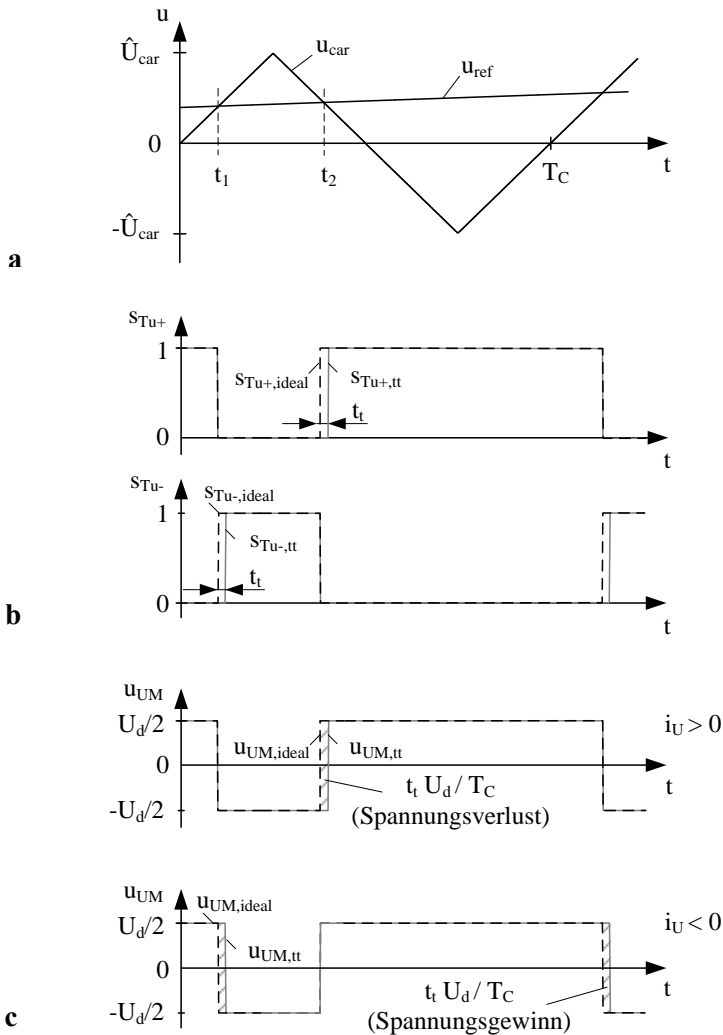 u
Û_car
u_car
u_ref
0
t_1
t_2
T_C
t
-Û_car
a
s_Tu+
1
s_Tu+,ideal
s_Tu+,tt
t_t
0
t
s_Tu-
s_Tu-,ideal
1
s_Tu-,tt
t_t
0
t
b
u_UM
U_d/2
i_U > 0
u_UM,ideal
u_UM,tt
0
t
t_t U_d / T_C
-U_d/2
(Spannungsverlust)
u_UM
u_UM,ideal
U_d/2
i_U < 0
u_UM,tt
0
t
t_t U_d / T_C
-U_d/2
(Spannungsgewinn)
c